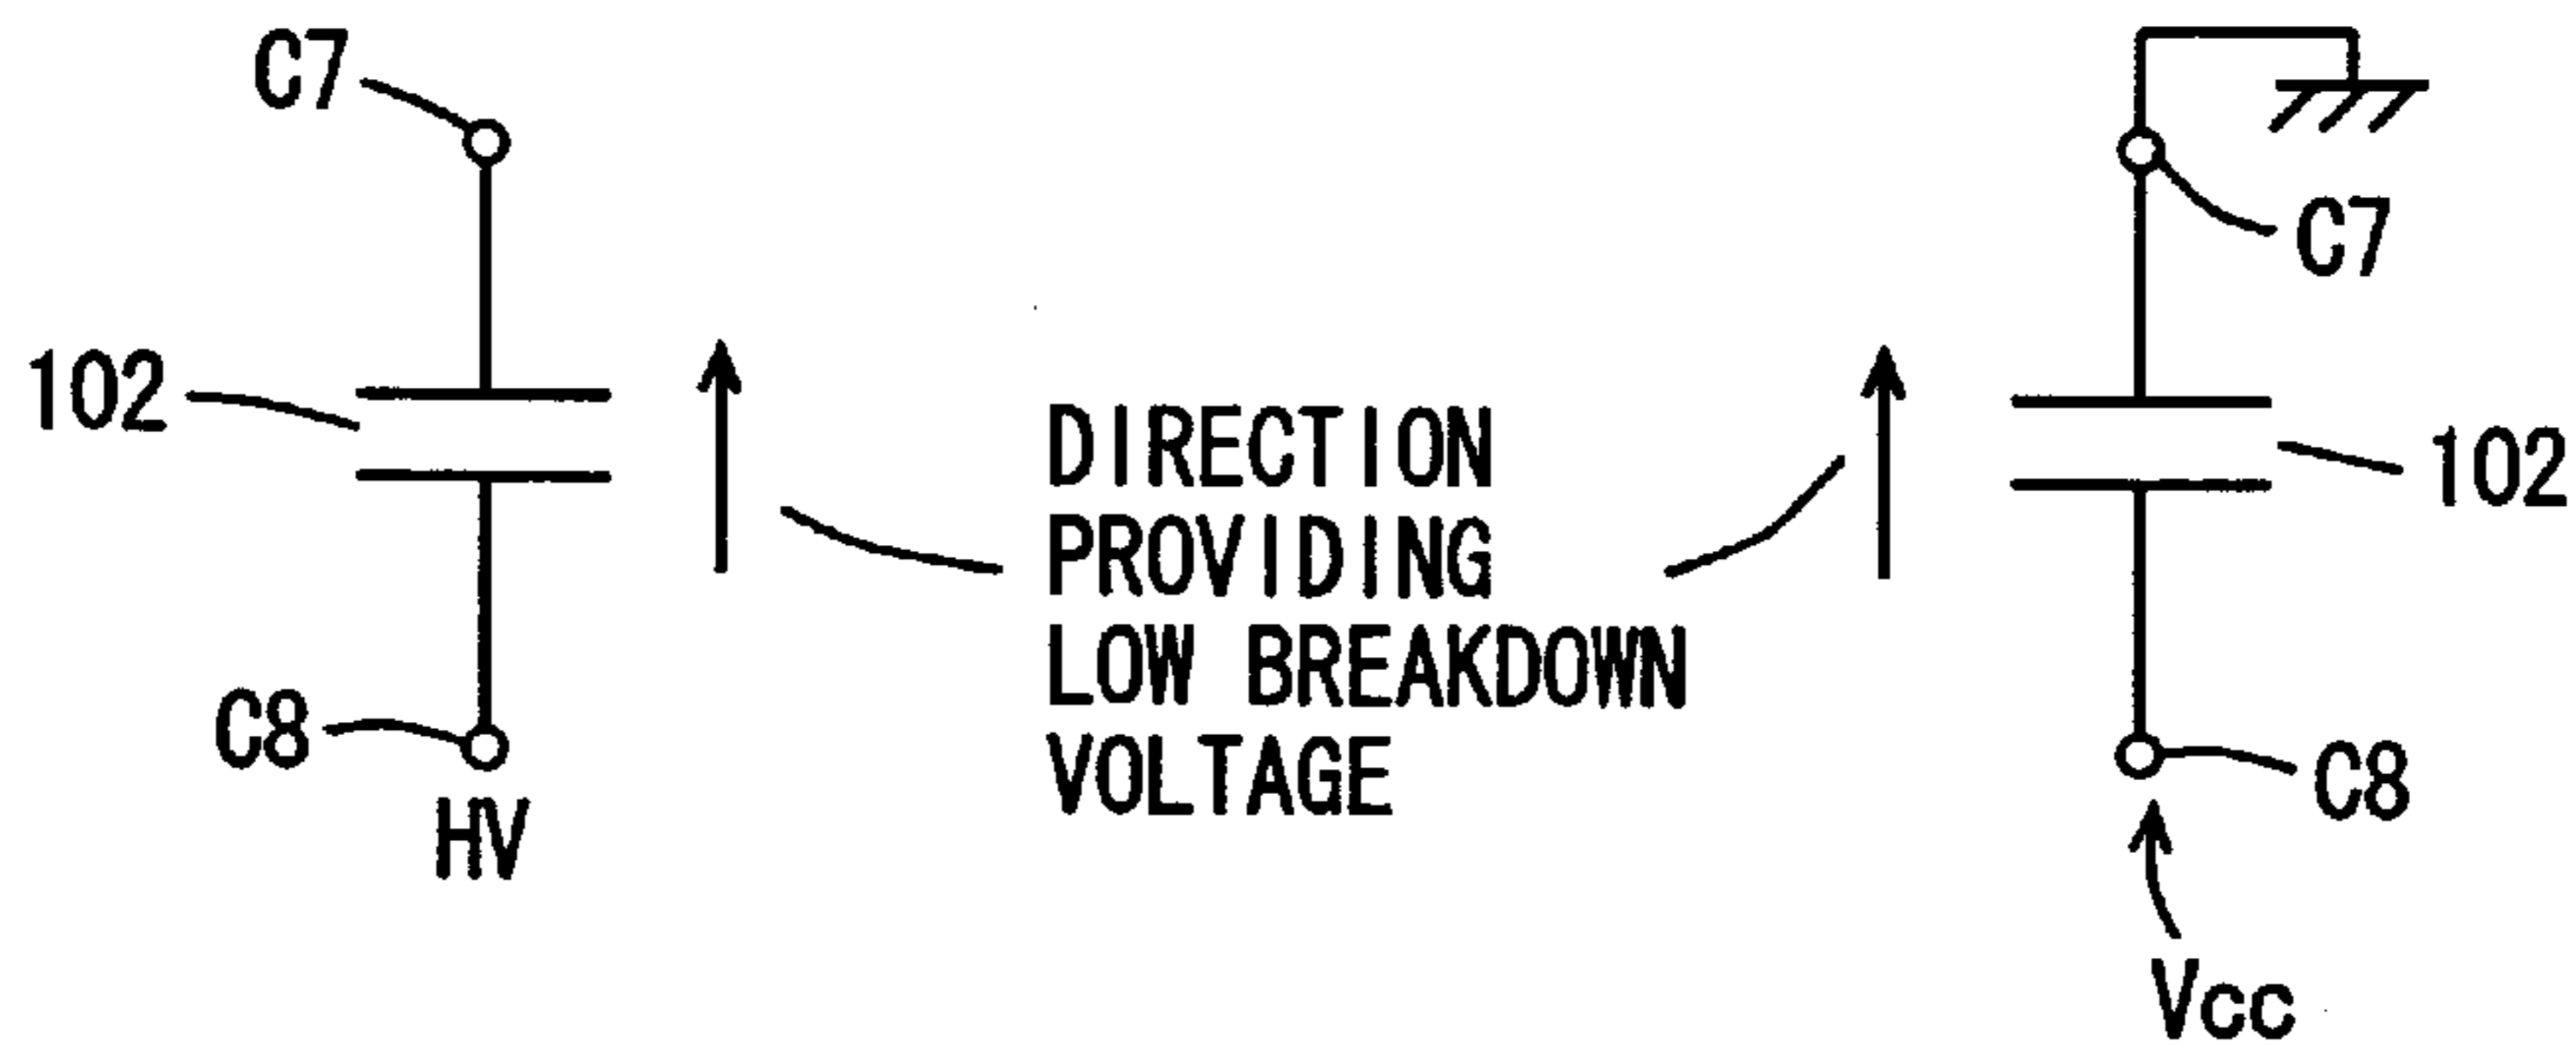 C7
102
C8
HV
DIRECTION
PROVIDING
LOW BREAKDOWN
VOLTAGE
C7
102
C8
Vcc